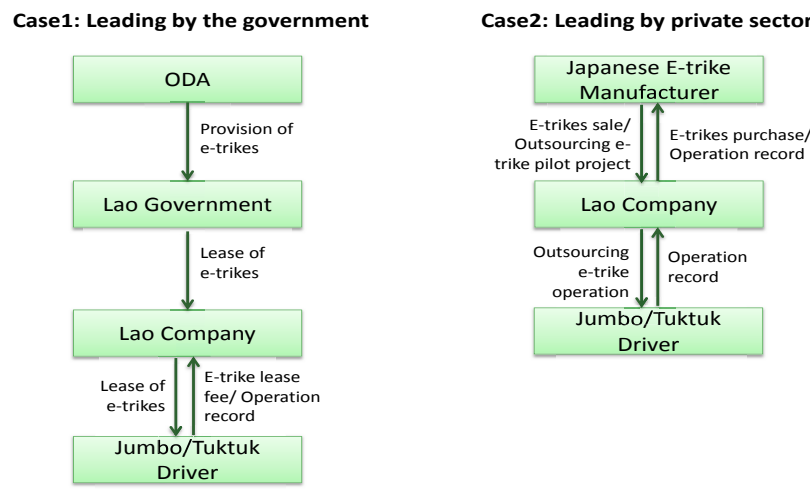 Case1: Leading by the government
ODA
Provision of
e-trikes
Lao Government
Lease of
e-trikes
Lao Company
Lease of
e-trikes
E-trike lease
fee/ Operation
record
Jumbo/Tuktuk
Driver
Case2: Leading by private sector
Japanese E-trike
Manufacturer
E-trikes sale/
Outsourcing e-
trike pilot project
E-trikes purchase/
Operation record
Lao Company
Outsourcing
e-trike
operation
Operation
record
Jumbo/Tuktuk
Driver